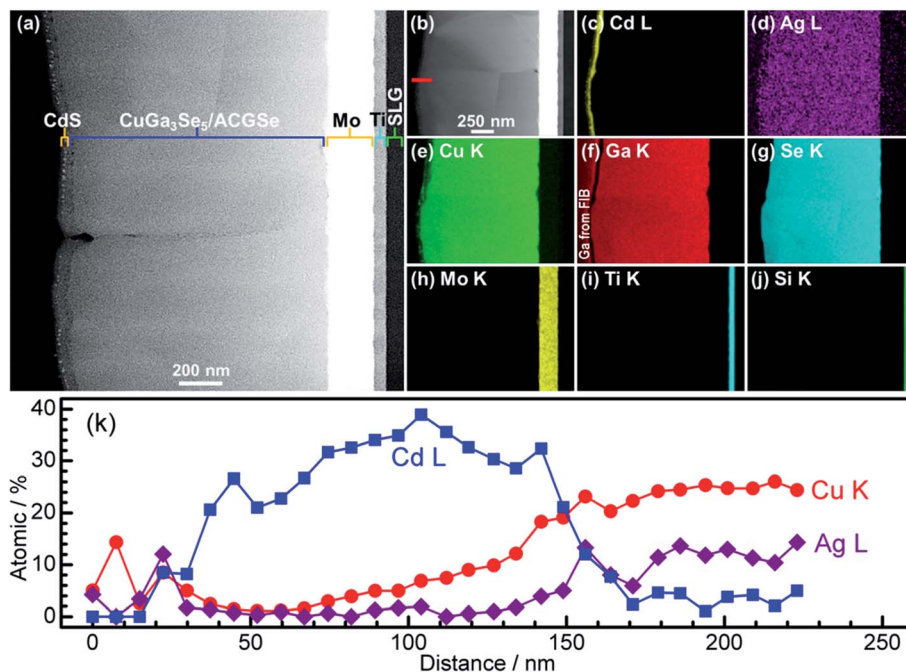 (a)
CdS
CuGa₃Se₅/ACGSe
Mo
Ti
SLG
200 nm
(b)
250 nm
(c) Cd L
(d) Ag L
(e) Cu K
(f) Ga K
Ga from FIB
(g) Se K
(h) Mo K
(i) Ti K
(j) Si K
(k)
Atomic / %
40
30
20
10
0
Cd L
Cu K
Ag L
0 50 100 150 200 250
Distance / nm